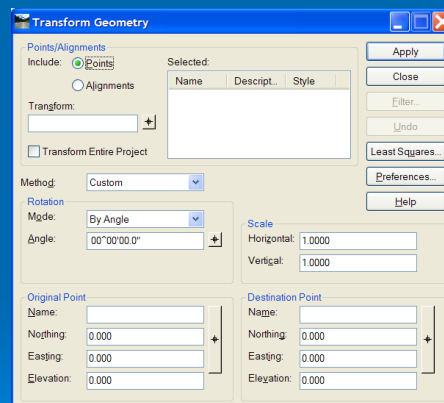 Transform Geometry
Points/Alignments
Include: Points
Alignments
Selected:
Name Descript... Style
Transform:
Transform Entire Project
Apply
Close
Filter...
Undo
Least Squares...
Preferences...
Help
Method: Custom
Rotation
Mode: By Angle
Angle: 00^00'00.0"
Scale
Horizontal: 1.0000
Vertical: 1.0000
Original Point
Name:
Northing: 0.000
Easting: 0.000
Elevation: 0.000
Destination Point
Name:
Northing: 0.000
Easting: 0.000
Elevation: 0.000